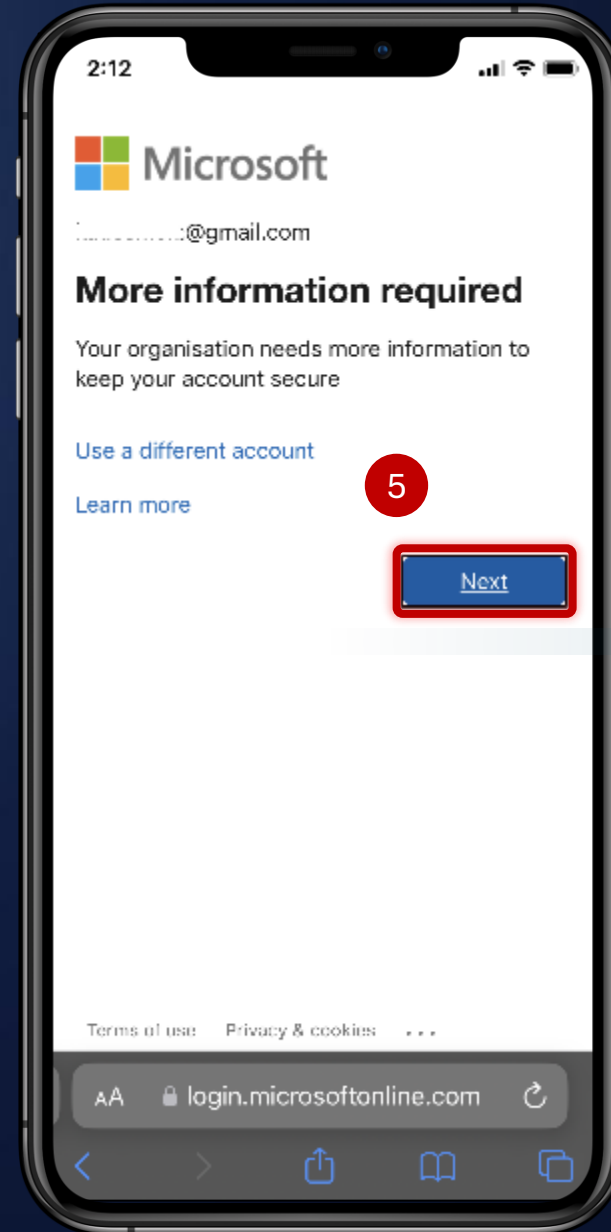 2:12
Microsoft
@gmail.com
More information required
Your organisation needs more information to
keep your account secure
Use a different account
5
Learn more
Next
Terms of use Privacy & cookies ...
AA login.microsoftonline.com